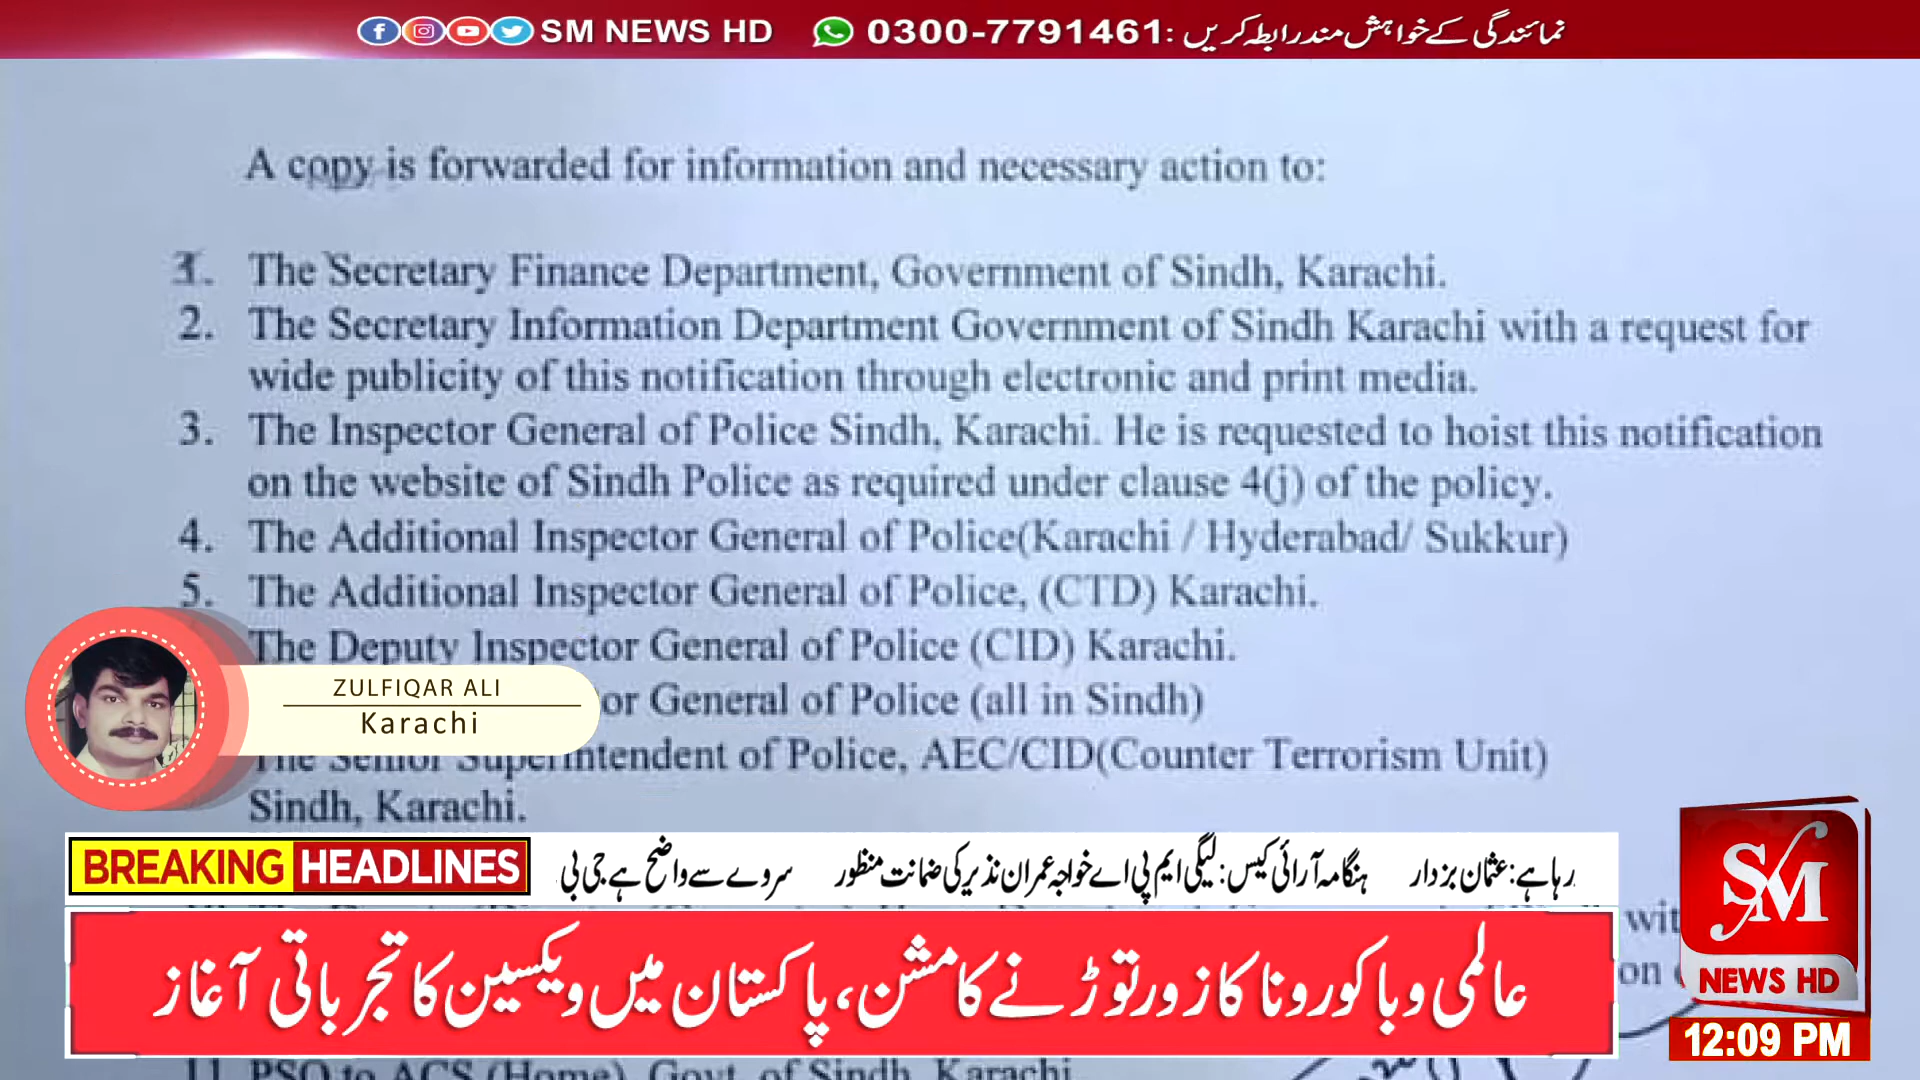 SM NEWS HD 0300-7791461: نمائندگی کے خواہش مند رابطہ کریں
A copy is forwarded for information and necessary action to:
1. The Secretary Finance Department, Government of Sindh, Karachi.
2. The Secretary Information Department Government of Sindh Karachi with a request for
wide publicity of this notification through electronic and print media.
3. The Inspector General of Police Sindh, Karachi. He is requested to hoist this notification
on the website of Sindh Police as required under clause 4(j) of the policy.
4. The Additional Inspector General of Police(Karachi / Hyderabad/ Sukkur)
5. The Additional Inspector General of Police, (CTD) Karachi.
The Deputy Inspector General of Police (CID) Karachi.
ZULFIQAR ALI
Karachi
or General of Police (all in Sindh)
The Senior Superintendent of Police, AEC/CID(Counter Terrorism Unit)
Sindh, Karachi.
BREAKING HEADLINES
رہا ہے: عثمان بزدار ہنگامہ آرائی کیس: لیگی ایم پی اے خواجہ عمران نذیر کی ضمانت منظور سروے سے واضح ہے جی بی
عالمی وبا کورونا کا زور توڑنے کا مشن، پاکستان میں ویکسین کا تجرباتی آغاز
SM
NEWS HD
12:09 PM
11. PSO to ACS (Home), Govt. of Sindh, Karachi